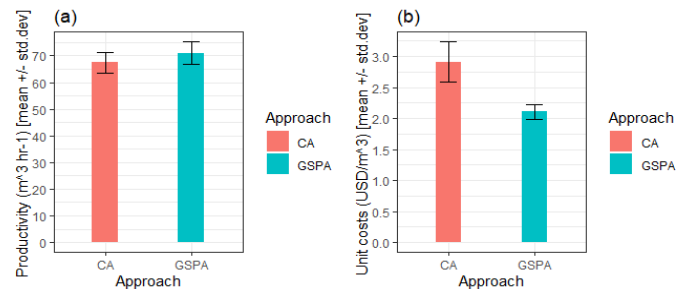 (a)
Productivity (m^3 hr-1) [mean +/- std.dev]
70
60
50
40
30
20
10
0
CA
GSPA
Approach
Approach
CA
GSPA
(b)
Unit costs (USD/m^3) [mean +/- std.dev]
3.0
2.5
2.0
1.5
1.0
0.5
0.0
CA
GSPA
Approach
Approach
CA
GSPA